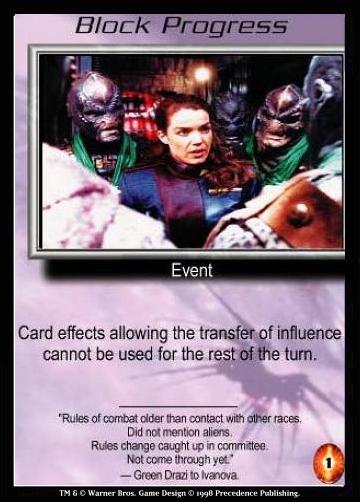 Block Progress
Event
Card effects allowing the transfer of influence
cannot be used for the rest of the turn.
"Rules of combat older than contact with other races.
Did not mention aliens.
Rules change caught up in committee.
Not come through yet."
— Green Drazi to Ivanova.
1
TM & © Warner Bros. Game Design © 1998 Precedence Publishing.